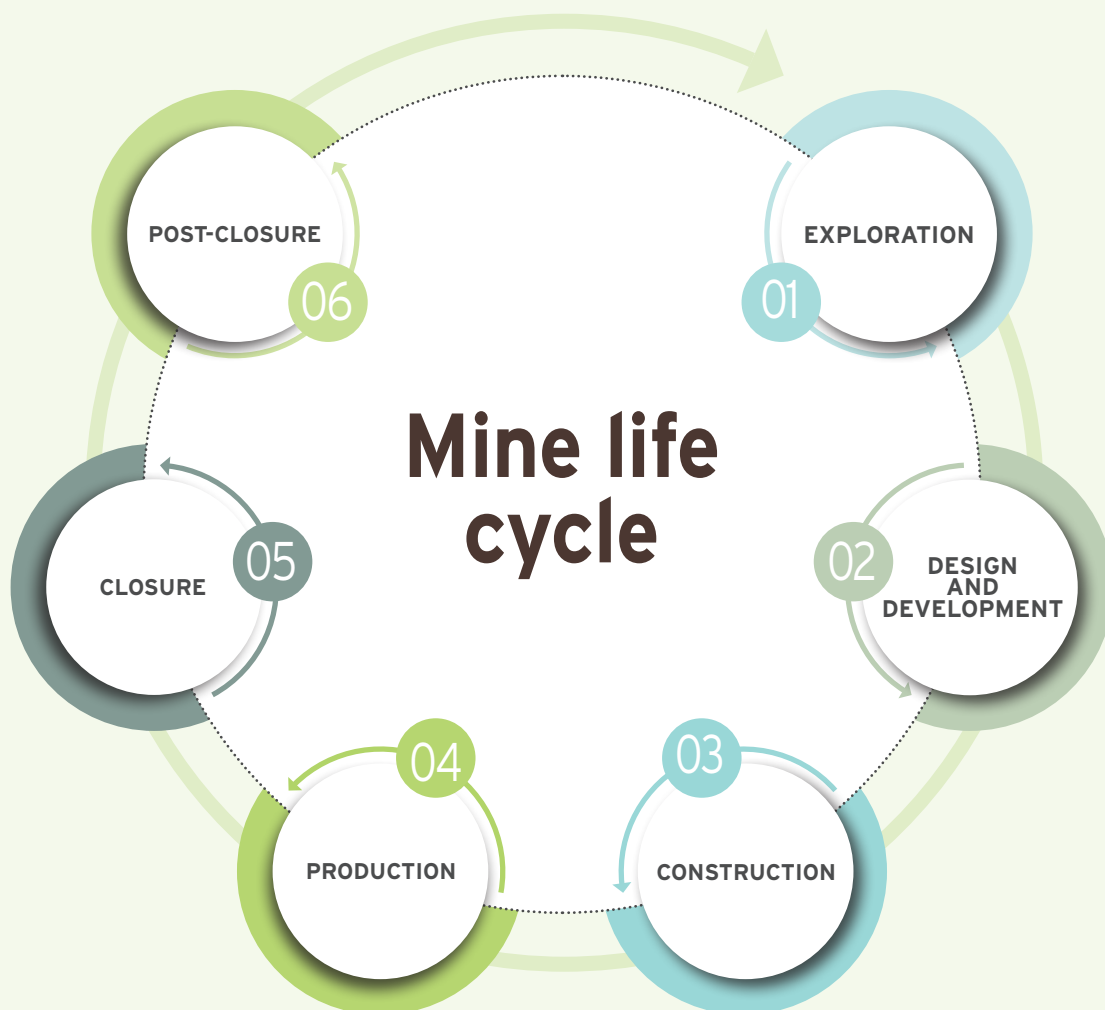 Mine life
cycle
01
EXPLORATION
02
DESIGN
AND
DEVELOPMENT
03
CONSTRUCTION
04
PRODUCTION
05
CLOSURE
06
POST-CLOSURE